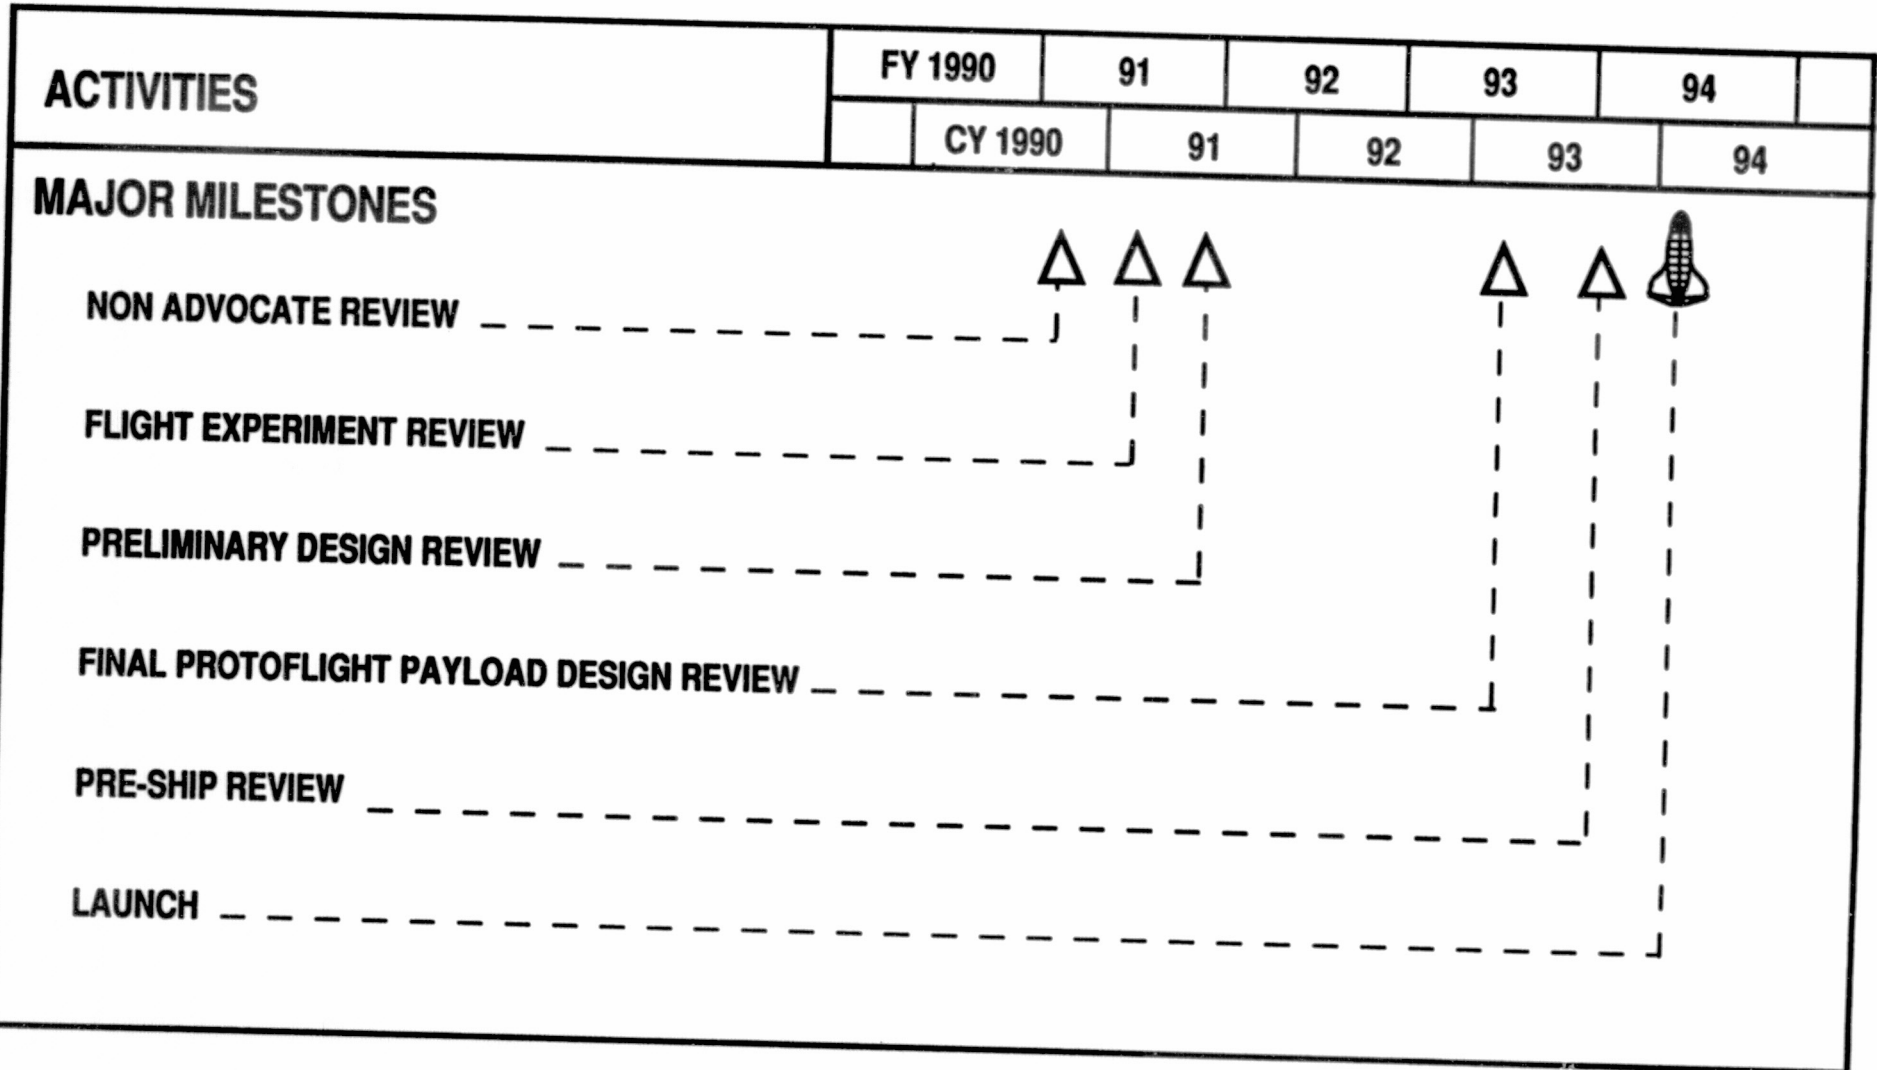 ACTIVITIES
FY 1990 91 92 93 94
CY 1990 91 92 93 94
MAJOR MILESTONES
NON ADVOCATE REVIEW
FLIGHT EXPERIMENT REVIEW
PRELIMINARY DESIGN REVIEW
FINAL PROTOFLIGHT PAYLOAD DESIGN REVIEW
PRE-SHIP REVIEW
LAUNCH